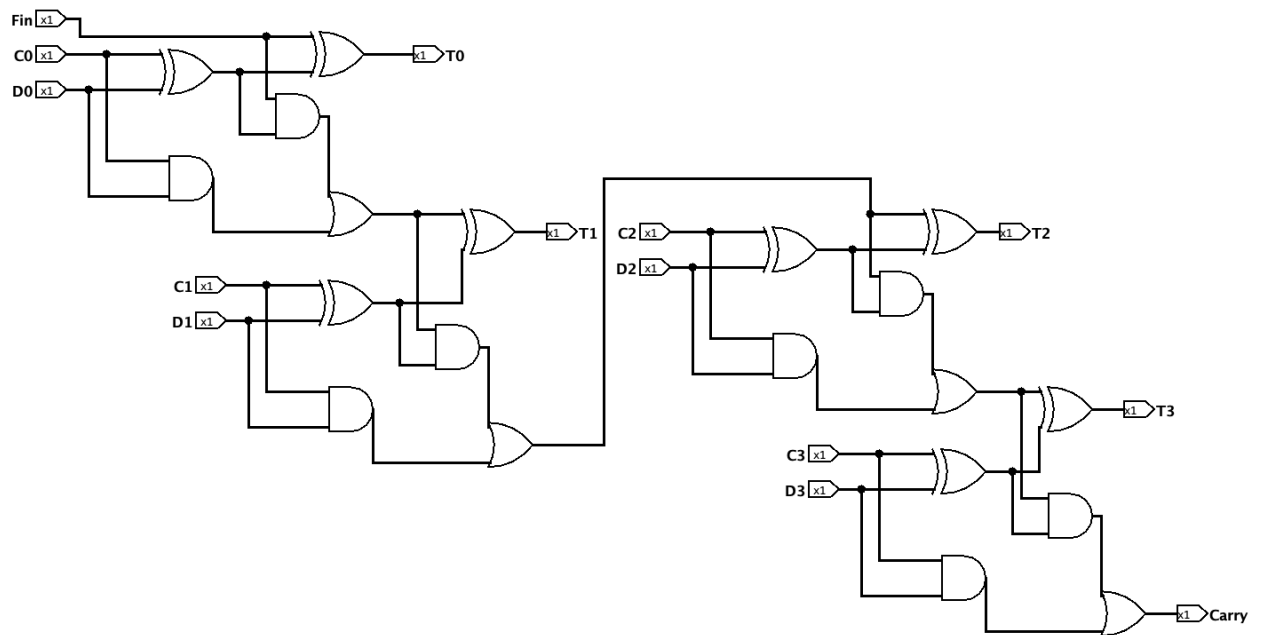 Fin x1
C0 x1
x1 T0
D0 x1
x1 T1
C2 x1
x1 T2
D2 x1
C1 x1
D1 x1
x1 T3
C3 x1
D3 x1
x1 Carry